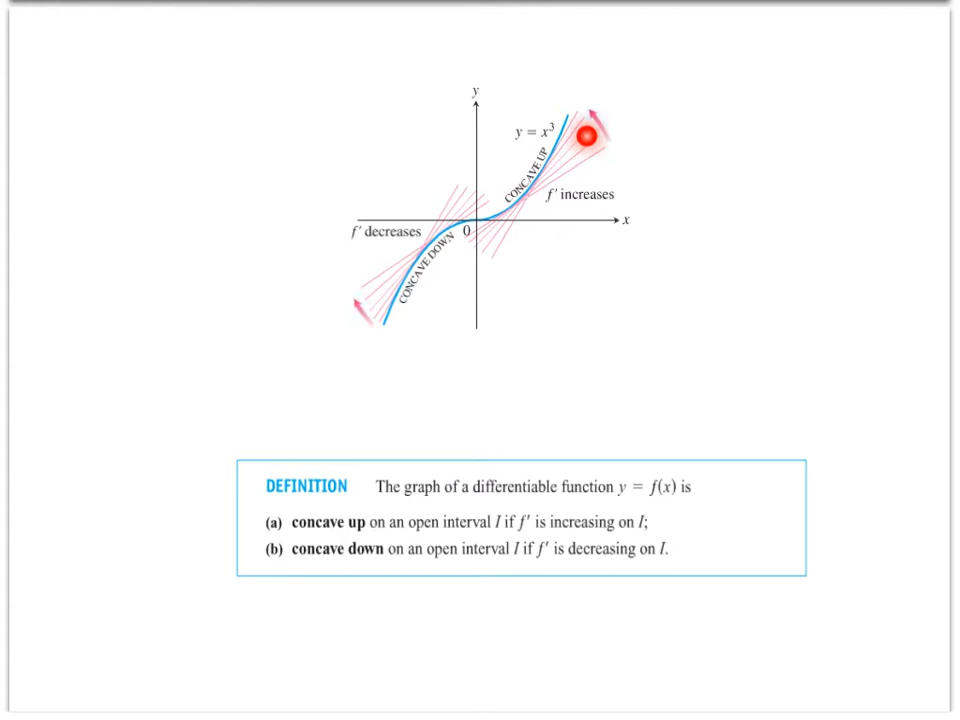 y
y = x³
CONCAVE UP
f′ increases
x
f′ decreases
0
CONCAVE DOWN
DEFINITION The graph of a differentiable function y = f(x) is
(a) concave up on an open interval I if f′ is increasing on I;
(b) concave down on an open interval I if f′ is decreasing on I.